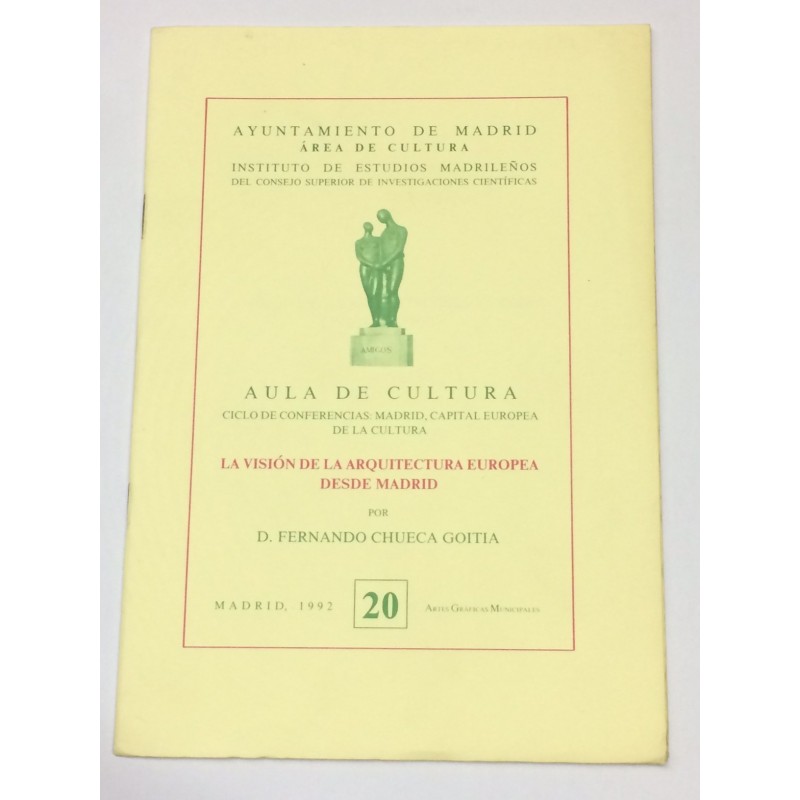 AYUNTAMIENTO DE MADRID
ÁREA DE CULTURA
INSTITUTO DE ESTUDIOS MADRILEÑOS
DEL CONSEJO SUPERIOR DE INVESTIGACIONES CIENTÍFICAS
AMIGOS
AULA DE CULTURA
CICLO DE CONFERENCIAS: MADRID, CAPITAL EUROPEA
DE LA CULTURA
LA VISIÓN DE LA ARQUITECTURA EUROPEA
DESDE MADRID
POR
D. FERNANDO CHUECA GOITIA
MADRID, 1992 20 ARTES GRÁFICAS MUNICIPALES